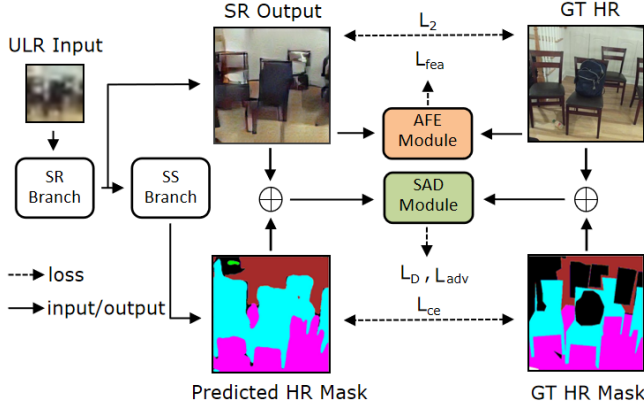 ULR Input
SR Output
GT HR
L2
Lfea
AFE
Module
SR
Branch
SS
Branch
SAD
Module
loss
input/output
LD , Ladv
Lce
Predicted HR Mask
GT HR Mask